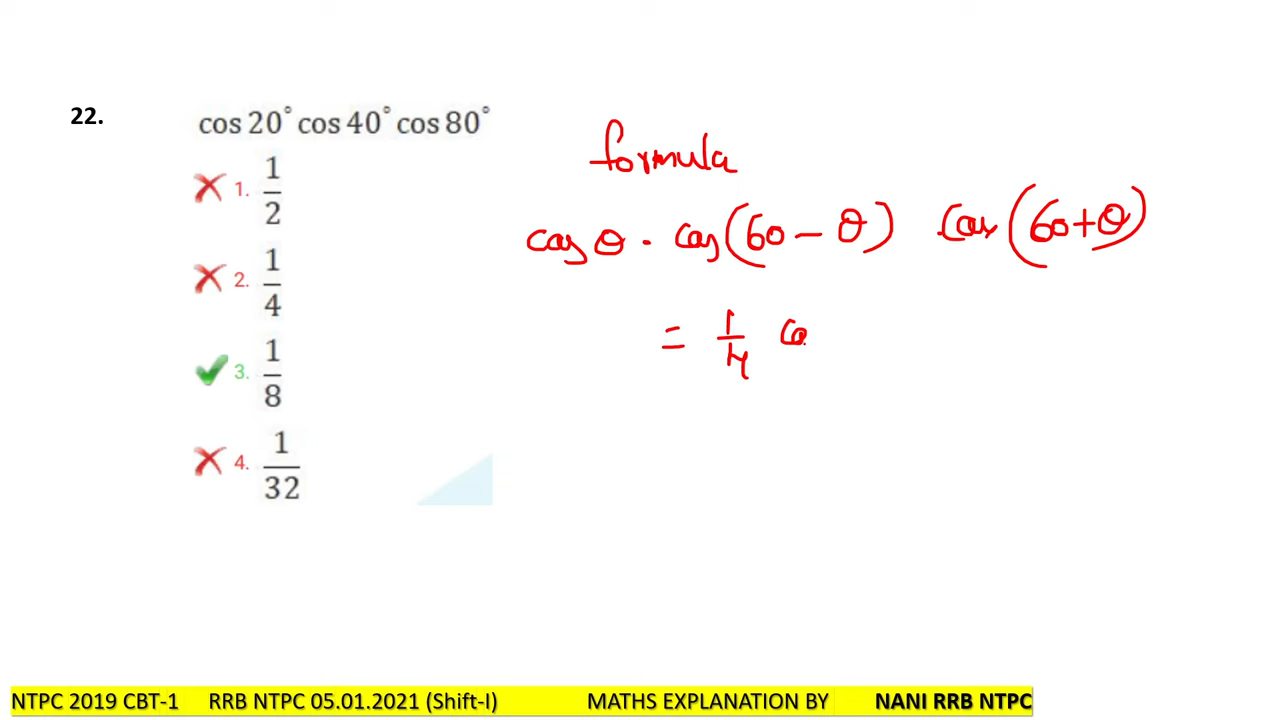 22.
cos 20° cos 40° cos 80°
1. 1/2
2. 1/4
3. 1/8
4. 1/32
formula
cos θ · cos (60 − θ) cos (60 + θ)
= 1/4 co
NTPC 2019 CBT-1 RRB NTPC 05.01.2021 (Shift-I) MATHS EXPLANATION BY NANI RRB NTPC